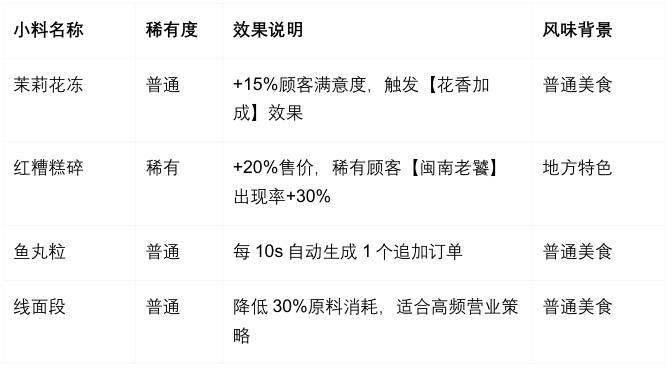 小料名称 稀有度 效果说明 风味背景
茉莉花冻 普通 +15%顾客满意度，触发【花香加 普通美食
成】效果
红糟糕碎 稀有 +20%售价，稀有顾客【闽南老饕】 地方特色
出现率+30%
鱼丸粒 普通 每 10s 自动生成 1 个追加订单 普通美食
线面段 普通 降低 30%原料消耗，适合高频营业策 普通美食
略